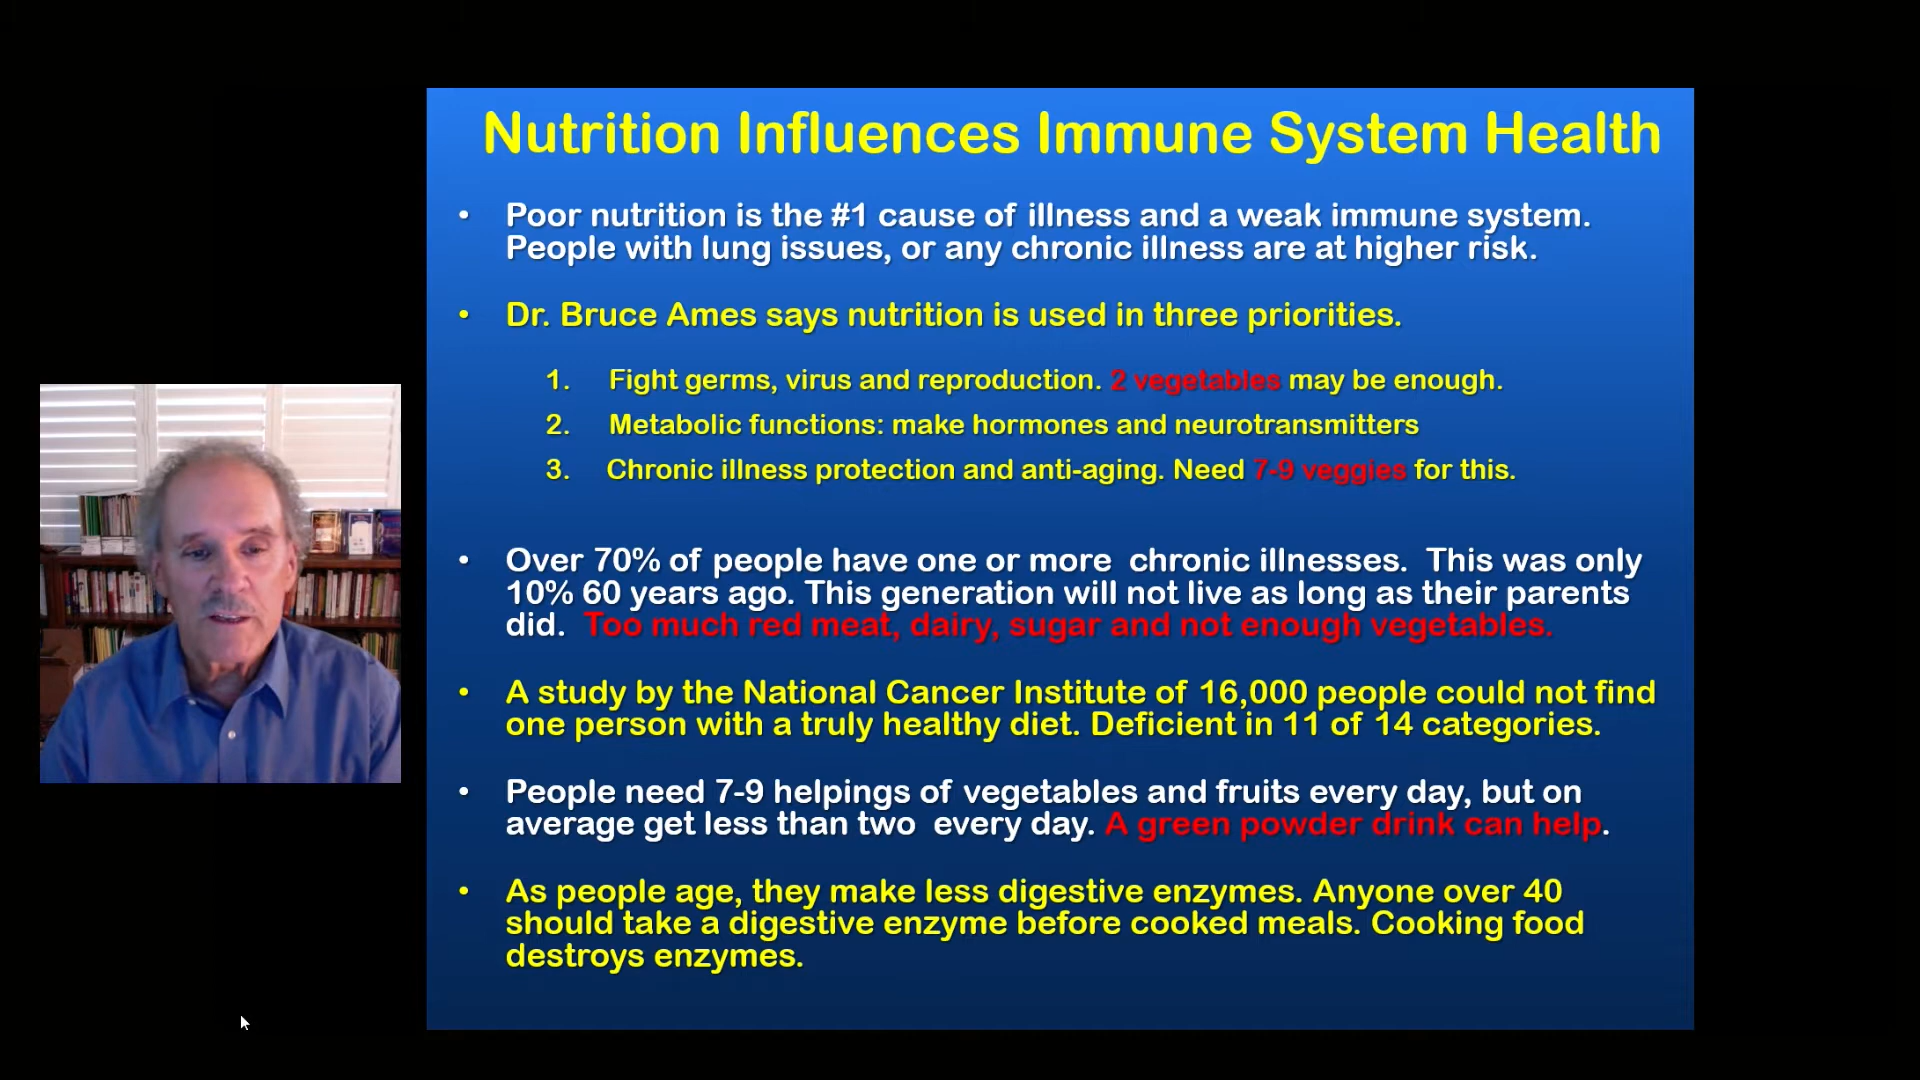 Nutrition Influences Immune System Health
• Poor nutrition is the #1 cause of illness and a weak immune system.
People with lung issues, or any chronic illness are at higher risk.
• Dr. Bruce Ames says nutrition is used in three priorities.
1. Fight germs, virus and reproduction. 2 vegetables may be enough.
2. Metabolic functions: make hormones and neurotransmitters
3. Chronic illness protection and anti-aging. Need 7-9 veggies for this.
• Over 70% of people have one or more chronic illnesses. This was only
10% 60 years ago. This generation will not live as long as their parents
did. Too much red meat, dairy, sugar and not enough vegetables.
• A study by the National Cancer Institute of 16,000 people could not find
one person with a truly healthy diet. Deficient in 11 of 14 categories.
• People need 7-9 helpings of vegetables and fruits every day, but on
average get less than two every day. A green powder drink can help.
• As people age, they make less digestive enzymes. Anyone over 40
should take a digestive enzyme before cooked meals. Cooking food
destroys enzymes.